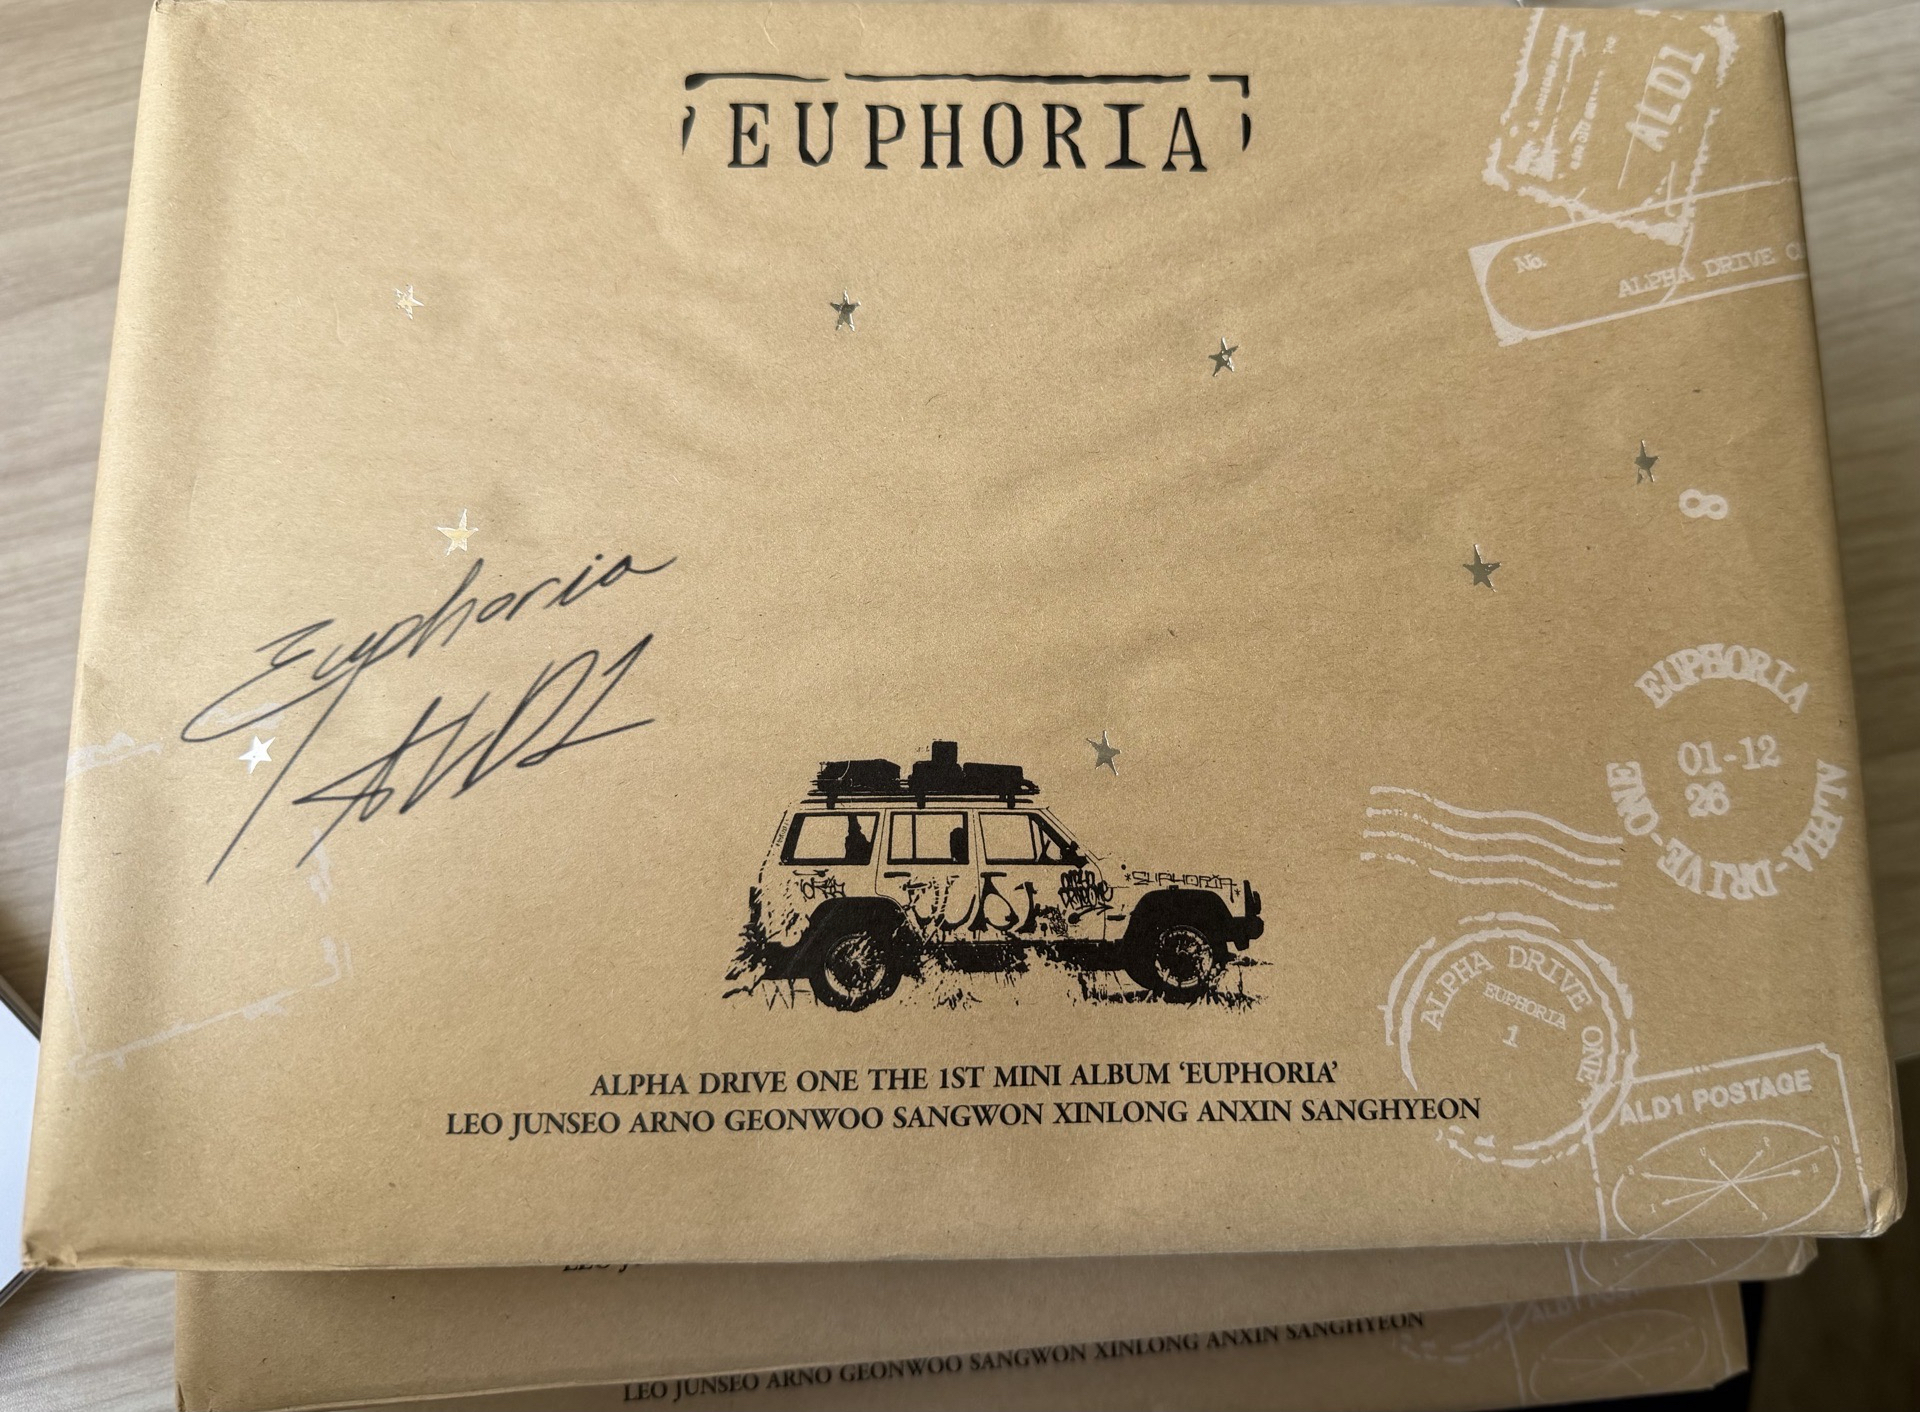 EUPHORIA
ALD1
No.
ALPHA DRIVE
8
Euphoria
ALD1
EUPHORIA
ALPHA-DRIVE-ONE
01-12
26
EUPHORIA
ALPHA DRIVE ONE
EUPHORIA
1
ALPHA DRIVE ONE THE 1ST MINI ALBUM ‘EUPHORIA’
LEO JUNSEO ARNO GEONWOO SANGWON XINLONG ANXIN SANGHYEON
ALD1 POSTAGE
LEO JUNSEO ARNO GEONWOO SANGWON XINLONG ANXIN SANGHYEON